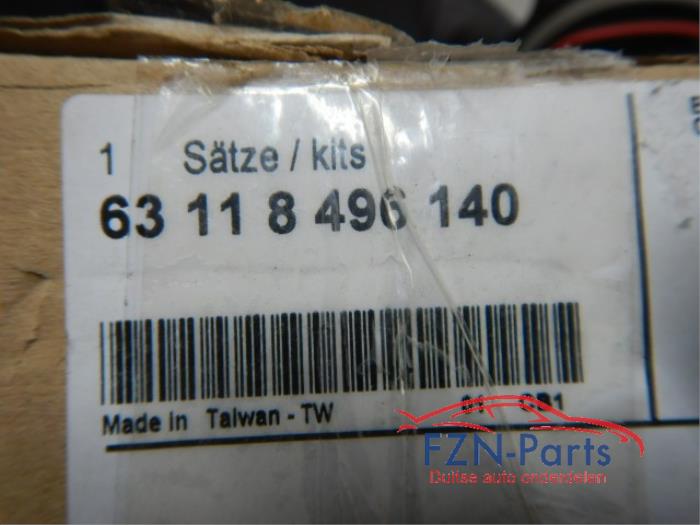 1 Sätze / kits
63 11 8 496 140
Made in Taiwan - TW
FZN-Parts
Duitse auto onderdelen